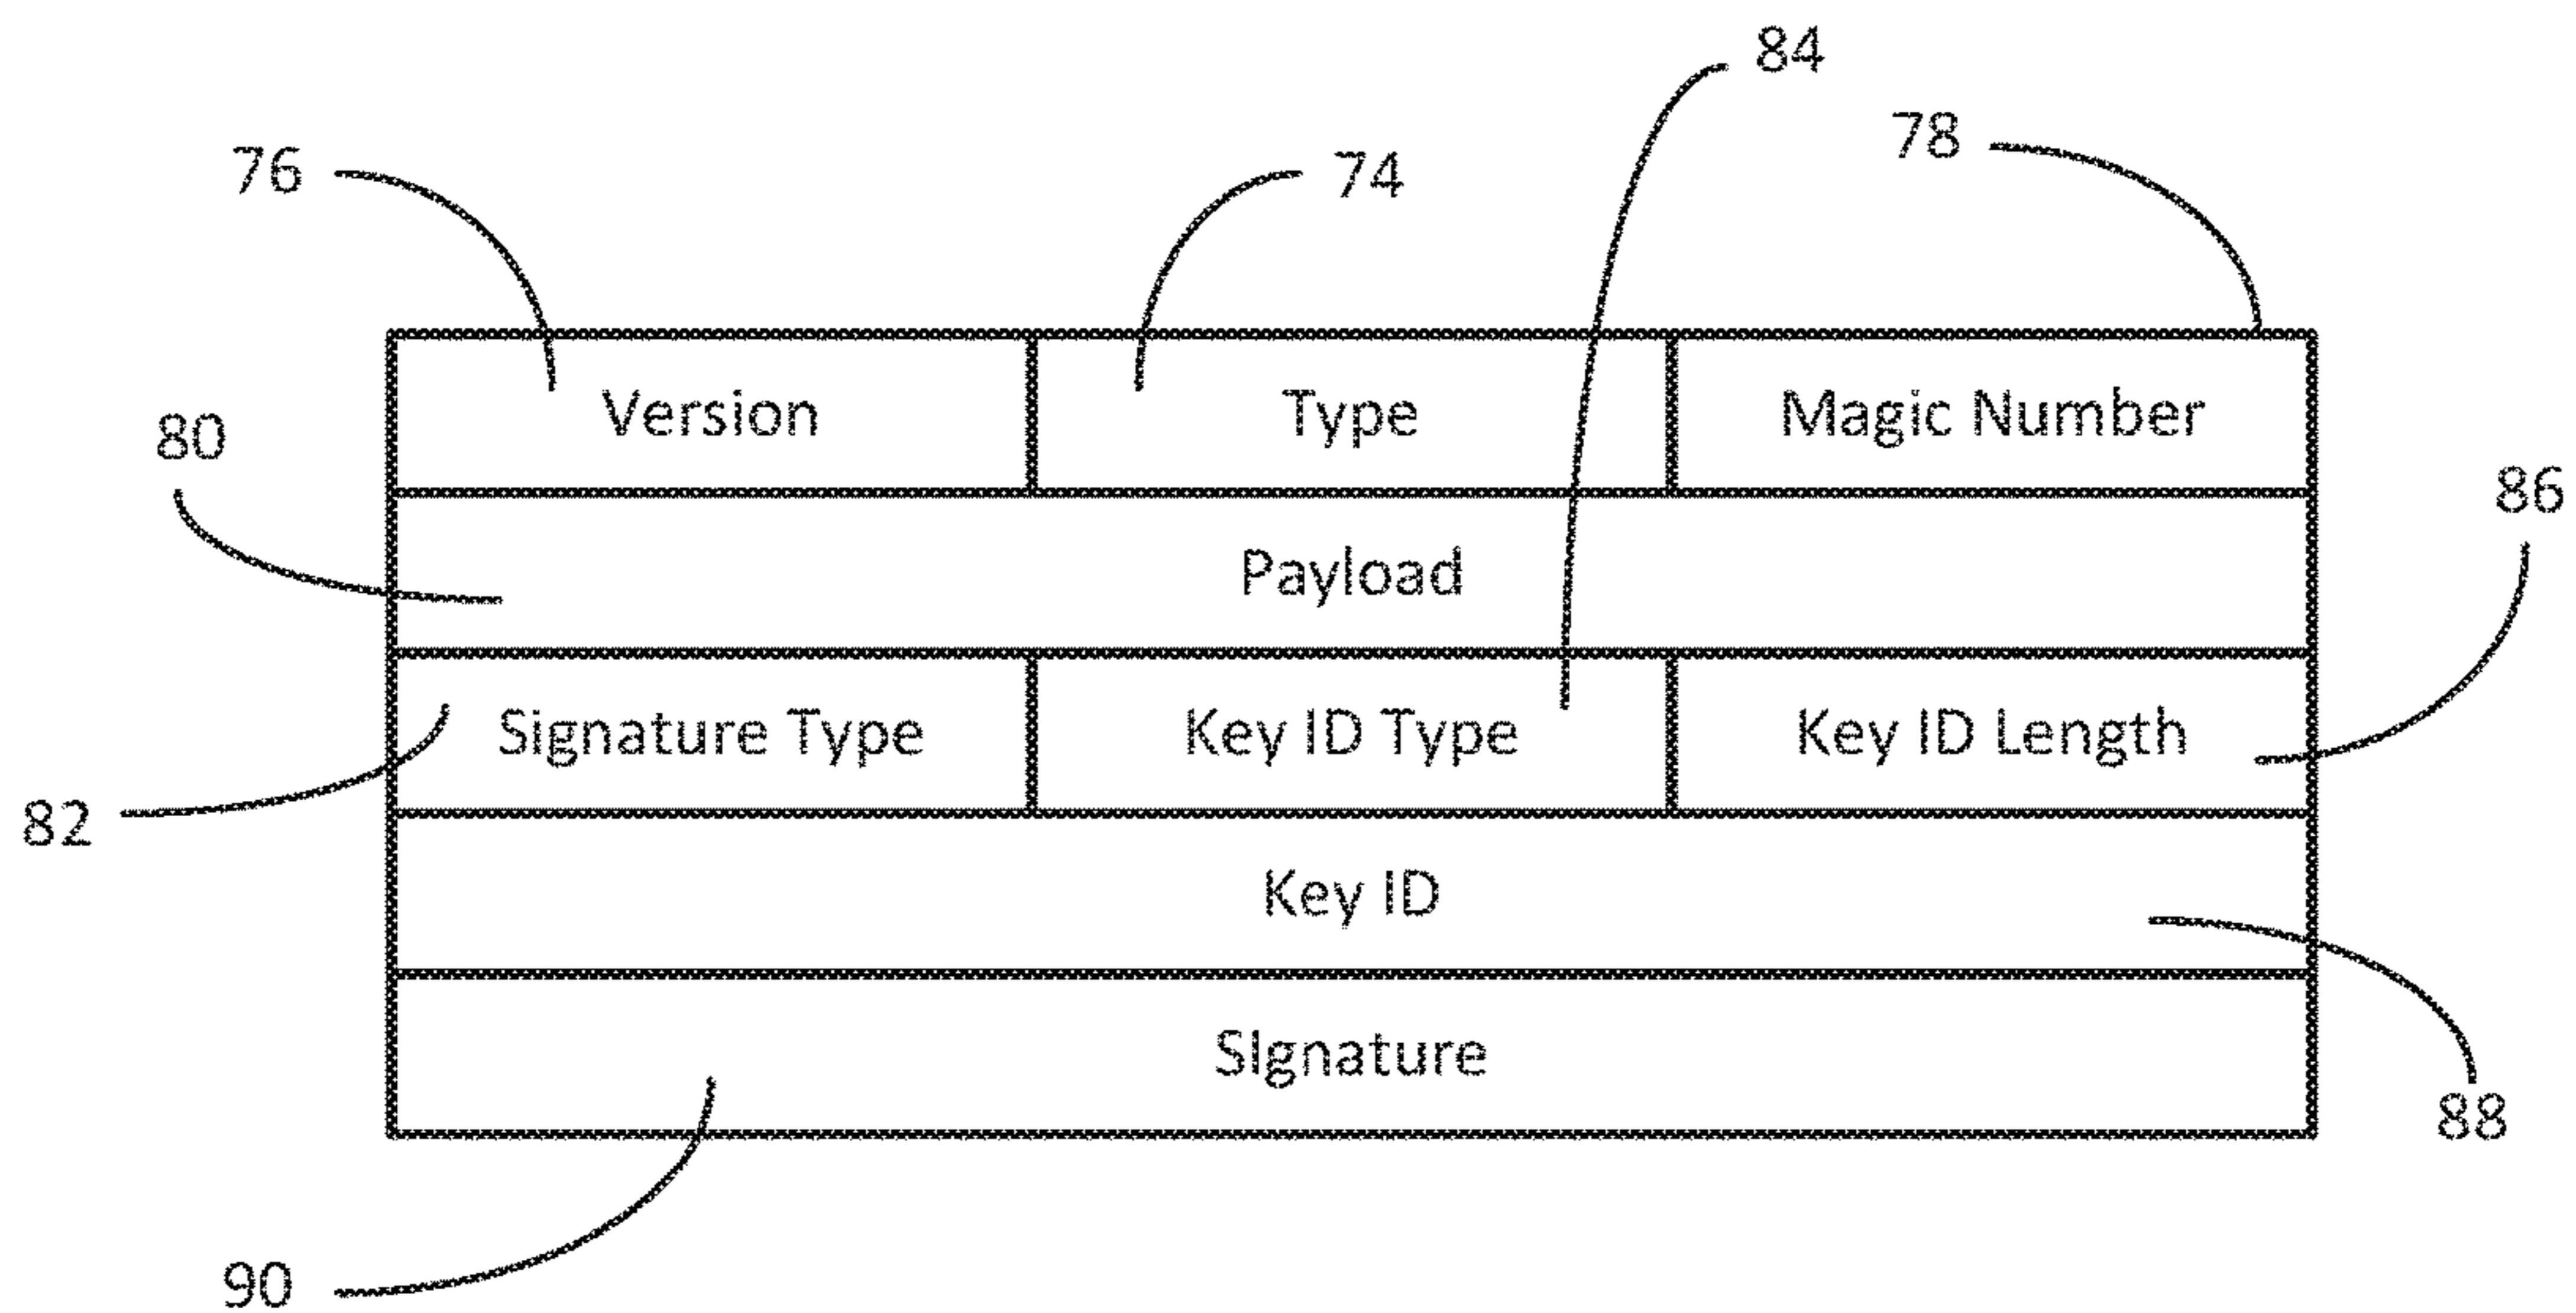 84
78
76
74
Version
Type
Magic Number
80
86
Payload
Signature Type
Key ID Type
Key ID Length
82
Key ID
SIgnature
88
90